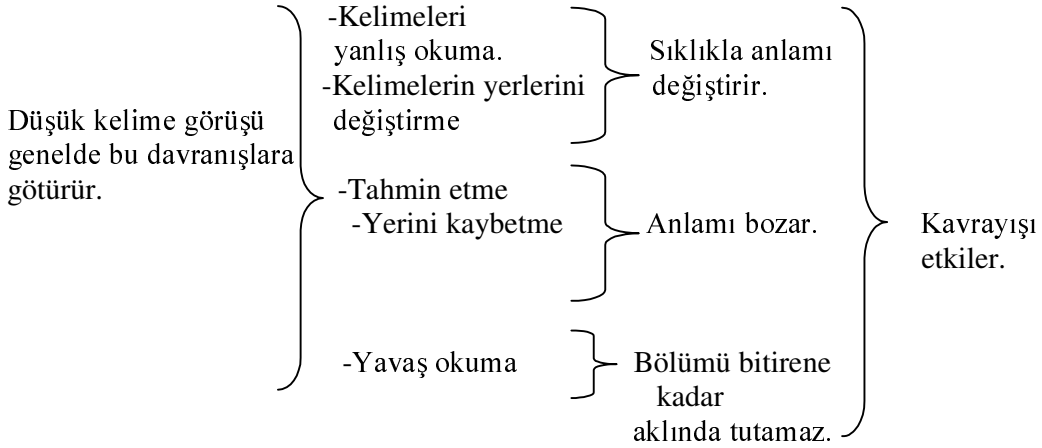 Düşük kelime görüşü
genelde bu davranışlara
götürür.
-Kelimeleri
yanlış okuma.
-Kelimelerin yerlerini
değiştirme
-Tahmin etme
-Yerini kaybetme
-Yavaş okuma
Sıklıkla anlamı
değiştirir.
Anlamı bozar.
Bölümü bitirene
kadar
aklında tutamaz.
Kavrayışı
etkiler.